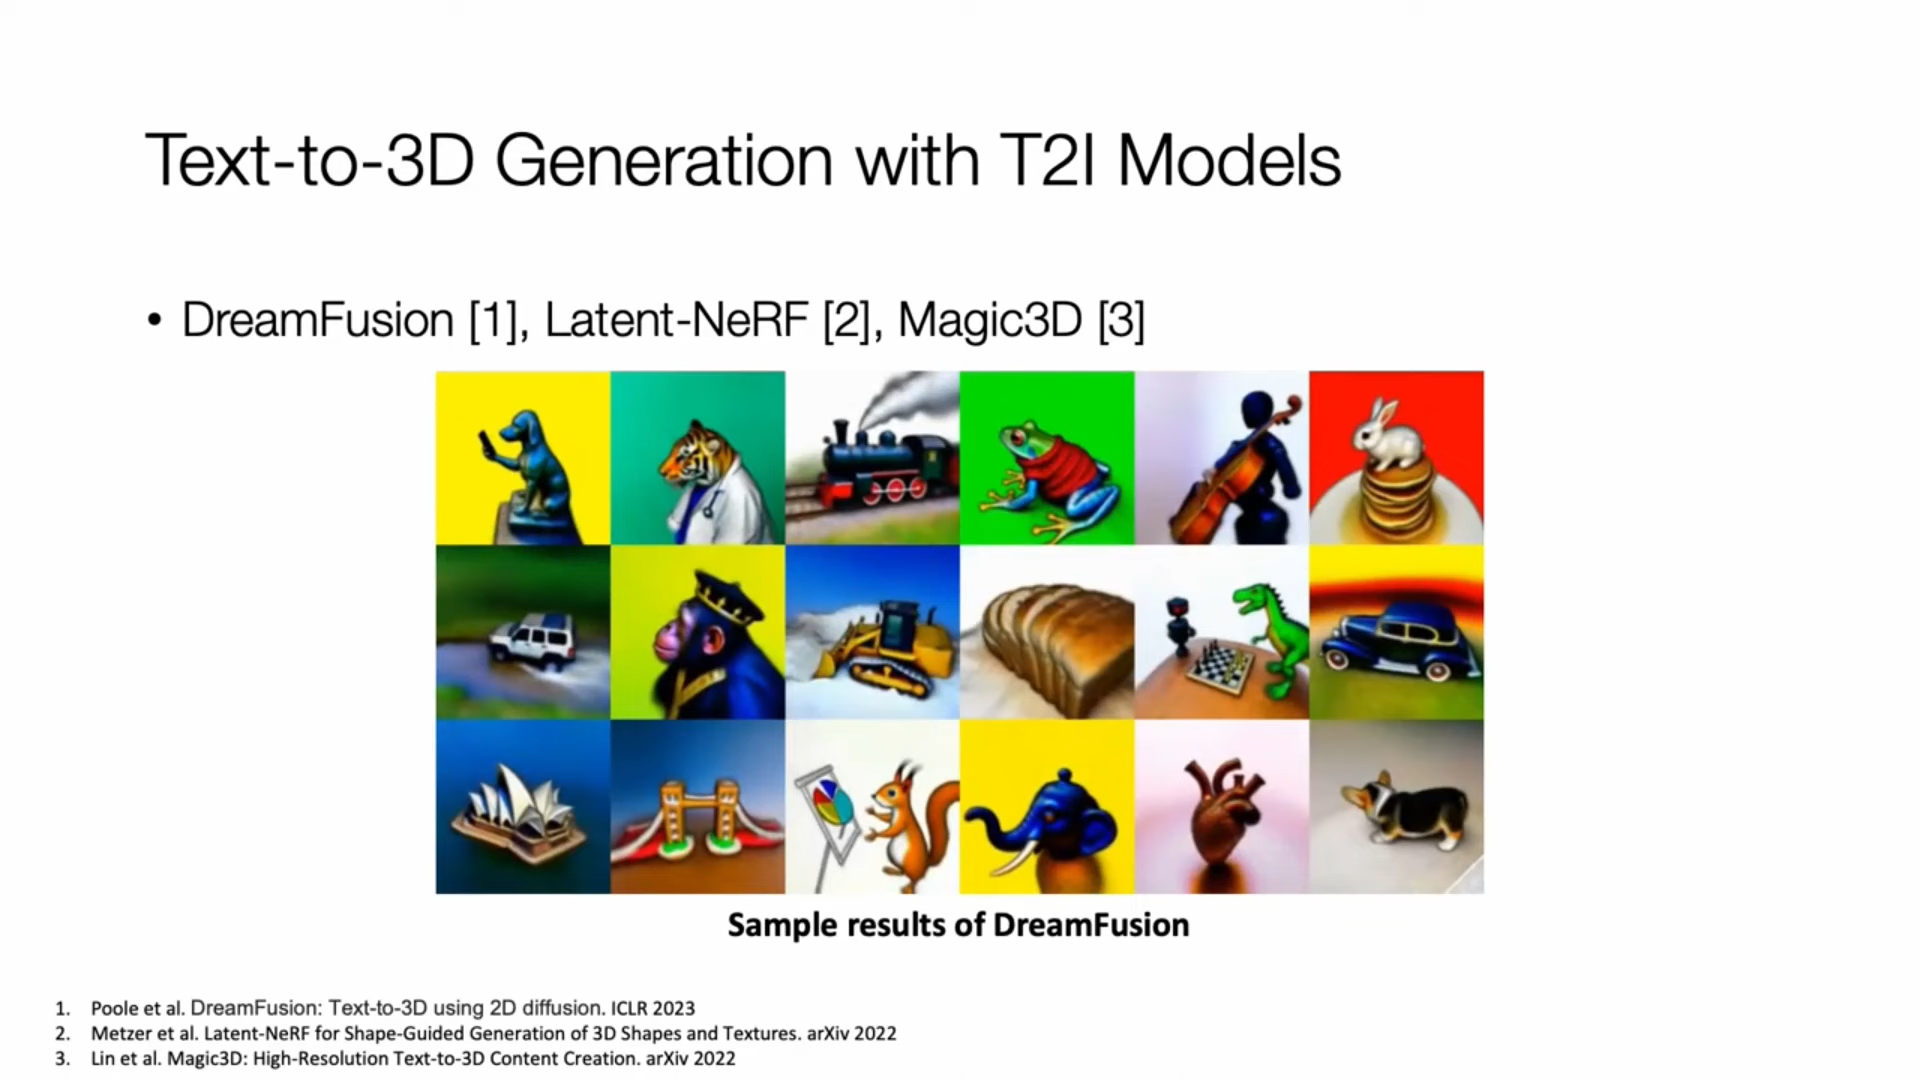 Text-to-3D Generation with T2I Models
• DreamFusion [1], Latent-NeRF [2], Magic3D [3]
Sample results of DreamFusion
1. Poole et al. DreamFusion: Text-to-3D using 2D diffusion. ICLR 2023
2. Metzer et al. Latent-NeRF for Shape-Guided Generation of 3D Shapes and Textures. arXiv 2022
3. Lin et al. Magic3D: High-Resolution Text-to-3D Content Creation. arXiv 2022